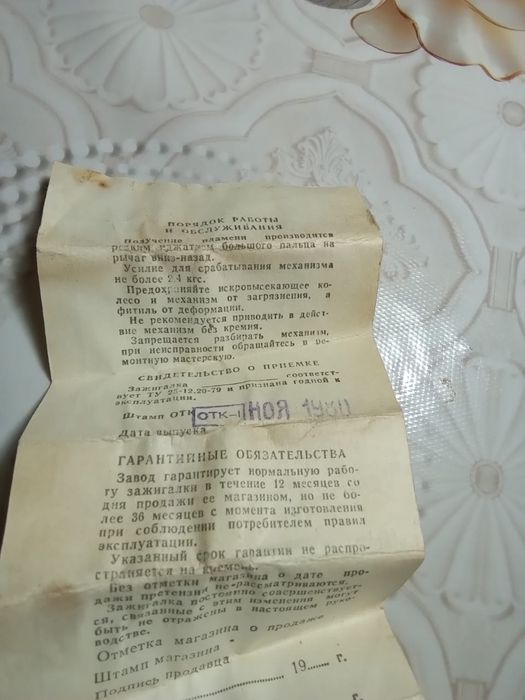 ПОРЯДОК РАБОТЫ
И ОБСЛУЖИВАНИЯ
Получение пламени производится
резким нажатием большого пальца на
рычаг вниз-назад.
Усилие для срабатывания механизма
не более 2,4 кгс.
Предохраняйте искровысекающее ко-
лесо и механизм от загрязнения, а
фитиль от деформации.
Не рекомендуется приводить в дейст-
вие механизм без кремня.
Запрещается разбирать механизм,
при неисправности обращайтесь в ре-
монтную мастерскую.
СВИДЕТЕЛЬСТВО О ПРИЕМКЕ
Зажигалка соответст-
вует ТУ 25-12.20-79 и признана годной к
эксплуатации.
Штамп ОТК ОТК-1 НОЯ 1980
Дата выпуска
ГАРАНТИЙНЫЕ ОБЯЗАТЕЛЬСТВА
Завод гарантирует нормальную рабо-
ту зажигалки в течение 12 месяцев со
дня продажи ее магазином, но не бо-
лее 36 месяцев с момента изготовления
при соблюдении потребителем правил
эксплуатации.
Указанный срок гарантии не распро-
страняется на кремень.
Без отметки магазина о дате про-
дажи претензии не рассматриваются.
Зажигалка постоянно совершенствует-
ся, связанные с этим изменения могут
быть не отражены в настоящем руко-
водстве.
Отметка магазина о продаже
Штамп магазина
Подпись продавца
19 г.
г.